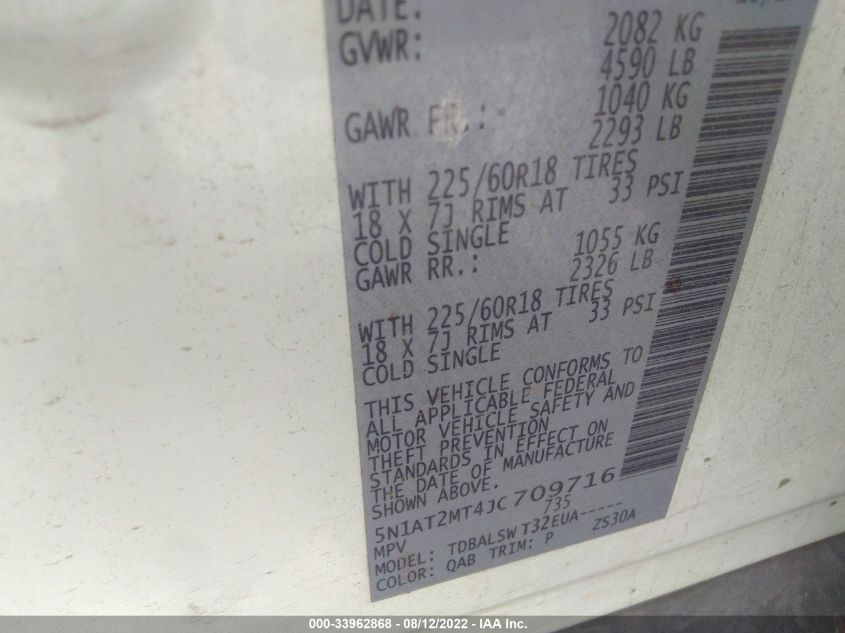 DATE:
GVWR: 2082 KG
4590 LB
GAWR FR.: 1040 KG
2293 LB
WITH 225/60R18 TIRES
18 X 7J RIMS AT 33 PSI
COLD SINGLE
GAWR RR.: 1055 KG
2326 LB
WITH 225/60R18 TIRES
18 X 7J RIMS AT 33 PSI
COLD SINGLE
THIS VEHICLE CONFORMS TO
ALL APPLICABLE FEDERAL
MOTOR VEHICLE SAFETY AND
THEFT PREVENTION
STANDARDS IN EFFECT ON
THE DATE OF MANUFACTURE
SHOWN ABOVE.
5N1AT2MT4JC709716
MPV 735
MODEL: TDBALSW T32EUA-----
COLOR: QAB TRIM: P ZS30A
000-33962868 - 08/12/2022 - IAA Inc.